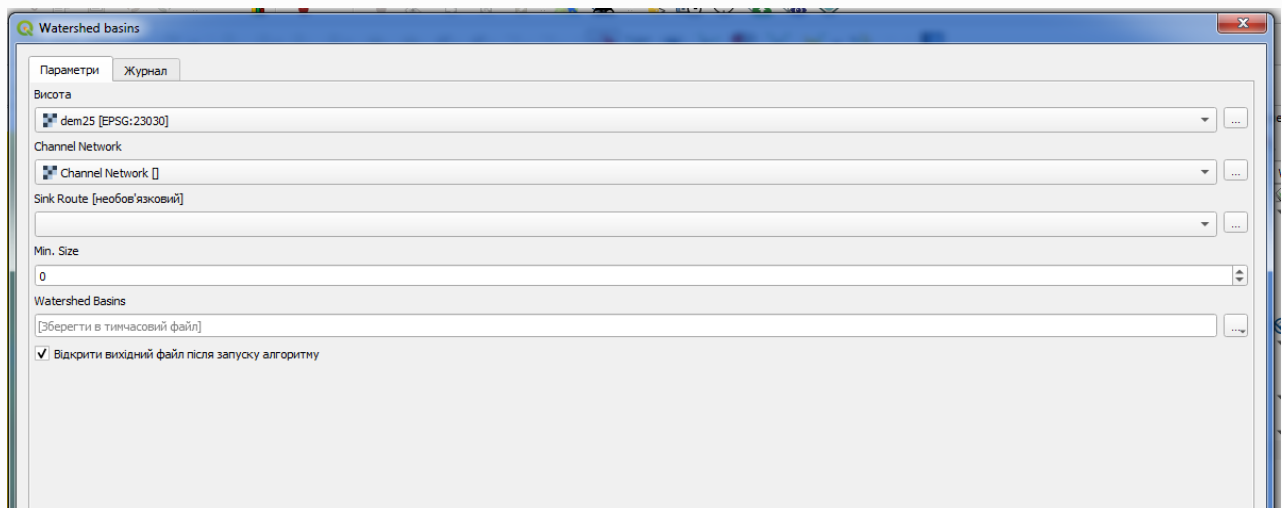 Watershed basins
Параметри Журнал
Висота
dem25 [EPSG:23030]
...
Channel Network
Channel Network []
...
Sink Route [необов'язковий]
...
Min. Size
0
Watershed Basins
[Зберегти в тимчасовий файл]
...
Відкрити вихідний файл після запуску алгоритму